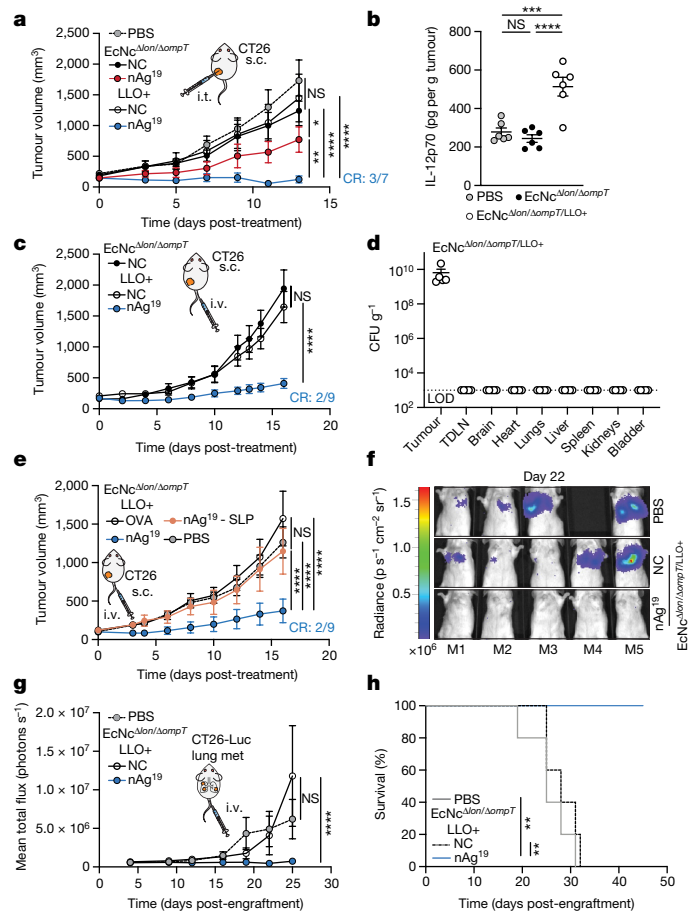 a
2,500
2,000
1,500
1,000
500
0
Tumour volume (mm³)
PBS
EcNcΔlon/ΔompT
NC
nAg¹⁹
LLO+
NC
nAg¹⁹
CT26
s.c.
i.t.
NS
*
**
****
****
CR: 3/7
0 5 10 15
Time (days post-treatment)
b
***
NS ****
800
600
400
200
0
IL-12p70 (pg per g tumour)
PBS EcNcΔlon/ΔompT
EcNcΔlon/ΔompT/LLO+
c
2,500
2,000
1,500
1,000
500
0
Tumour volume (mm³)
EcNcΔlon/ΔompT
NC
LLO+
NC
nAg¹⁹
CT26
s.c.
i.v.
NS
****
CR: 2/9
0 5 10 15 20
Time (days post-treatment)
d
EcNcΔlon/ΔompT/LLO+
10¹⁰
10⁸
10⁶
10⁴
10²
CFU g⁻¹
LOD
Tumour
TDLN
Brain
Heart
Lungs
Liver
Spleen
Kidneys
Bladder
e
2,000
1,500
1,000
500
0
Tumour volume (mm³)
EcNcΔlon/ΔompT
LLO+
OVA nAg¹⁹ - SLP
nAg¹⁹ PBS
CT26
s.c.
i.v.
NS
****
****
****
CR: 2/9
0 5 10 15
Time (days post-treatment)
f
Day 22
1.5
1.0
0.5
×10⁶
Radiance (p s⁻¹ cm⁻² sr⁻¹)
PBS
NC
nAg¹⁹
EcNcΔlon/ΔompT/LLO+
M1 M2 M3 M4 M5
g
2.0 × 10⁷
1.5 × 10⁷
1.0 × 10⁷
5.0 × 10⁶
0
Mean total flux (photons s⁻¹)
PBS
EcNcΔlon/ΔompT
LLO+
NC
nAg¹⁹
CT26-Luc
lung met
i.v.
NS
****
0 5 10 15 20 25 30
Time (days post-engraftment)
h
100
80
60
40
20
0
Survival (%)
PBS
EcNcΔlon/ΔompT
LLO+
NC
nAg¹⁹
**
**
0 10 20 30 40 50
Time (days post-engraftment)